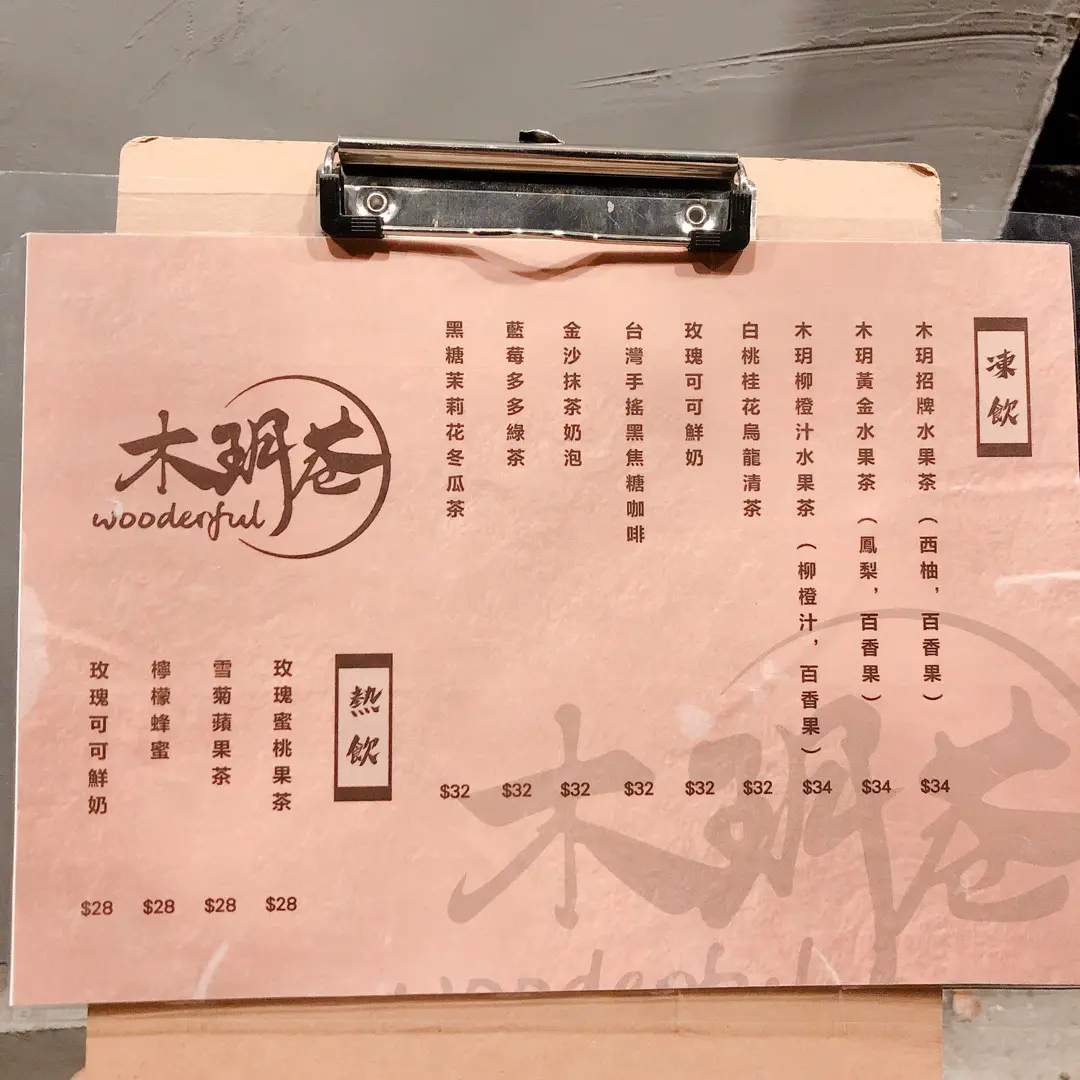 凍飲
木玥招牌水果茶（西柚，百香果） $34
木玥黃金水果茶（鳳梨，百香果） $34
木玥柳橙汁水果茶（柳橙汁，百香果） $34
白桃桂花烏龍清茶 $32
玫瑰可可鮮奶 $32
台灣手搖黑焦糖咖啡 $32
金沙抹茶奶泡 $32
藍莓多多綠茶 $32
黑糖茉莉花冬瓜茶 $32
木玥巷
wooderful
熱飲
玫瑰蜜桃果茶 $28
雪菊蘋果茶 $28
檸檬蜂蜜 $28
玫瑰可可鮮奶 $28
木玥巷
wooderful